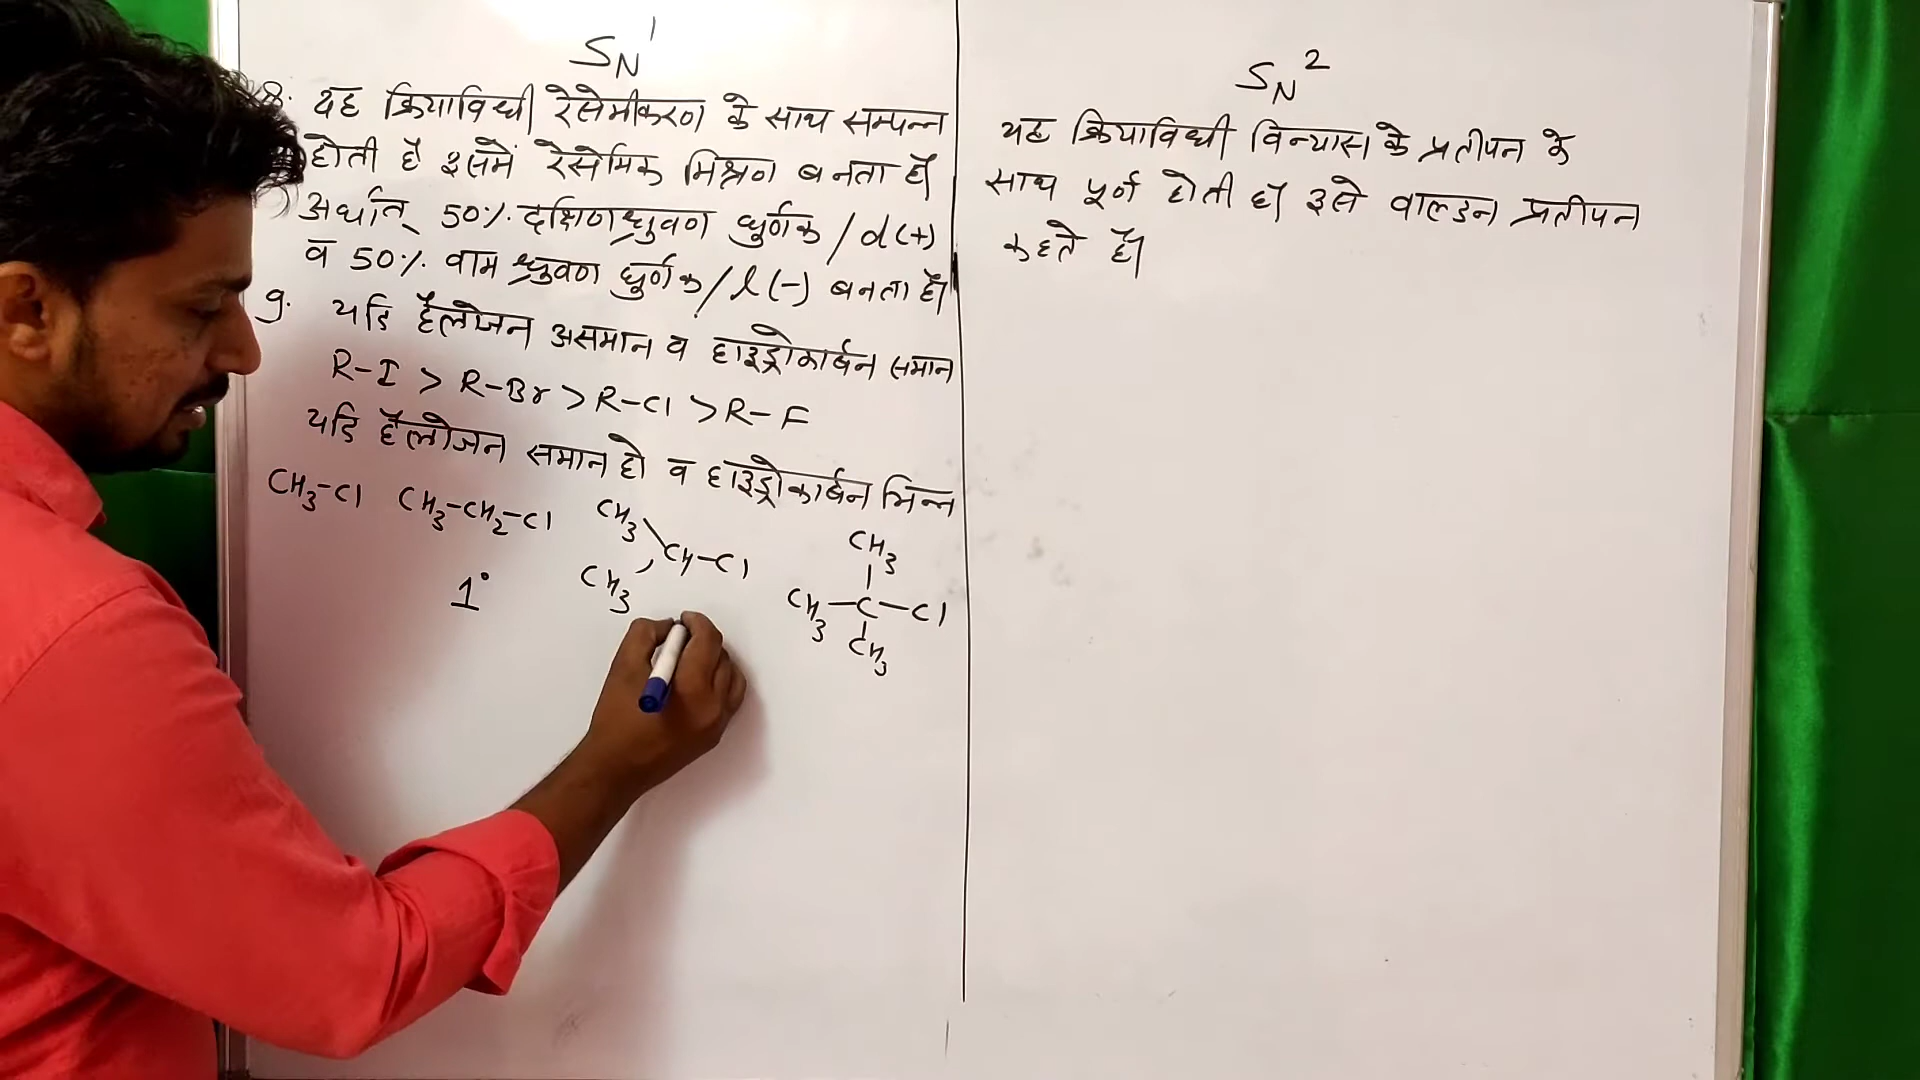 SN1
8. यह क्रियाविधी रेसेमीकरण के साथ सम्पन्न
होती है इसमें रेसेमिक मिश्रण बनता है।
अर्थात् 50%. दक्षिण ध्रुवण घुर्णक / d(+)
व 50%. वाम ध्रुवण घुर्णक / l(-) बनता है।
9. यदि हैलोजन असमान व हाइड्रोकार्बन समान
R-I > R-Br > R-Cl > R-F
यदि हैलोजन समान हो व हाइड्रोकार्बन भिन्न
CH3-Cl CH3-CH2-Cl CH3
CH-Cl
CH3
CH3
CH3-C-Cl
CH3
1°
SN2
यह क्रियाविधी विन्यास के प्रतीपन के
साथ पूर्ण होती है। इसे वाल्डन प्रतीपन
कहते है।